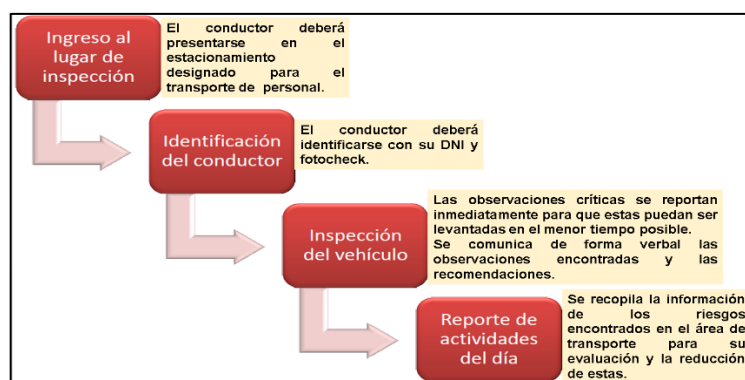 Ingreso al
lugar de
inspección
El conductor deberá
presentarse en el
estacionamiento
designado para el
transporte de personal.
Identificación
del conductor
El conductor deberá
identificarse con su DNI y
fotocheck.
Inspección
del vehículo
Las observaciones críticas se reportan
inmediatamente para que estas puedan ser
levantadas en el menor tiempo posible.
Se comunica de forma verbal las
observaciones encontradas y las
recomendaciones.
Reporte de
actividades
del día
Se recopila la información
de los riesgos
encontrados en el área de
transporte para su
evaluación y la reducción
de estas.